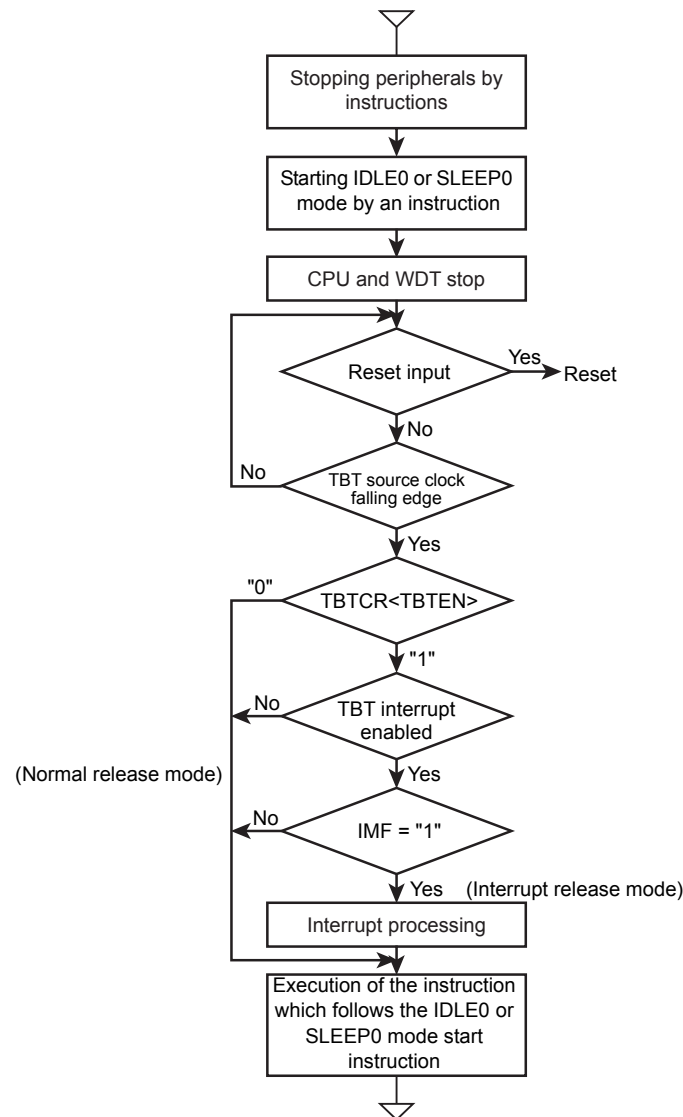 Stopping peripherals by
instructions
Starting IDLE0 or SLEEP0
mode by an instruction
CPU and WDT stop
Reset input
Yes
Reset
No
No
TBT source clock
falling edge
Yes
"0"
TBTCR<TBTEN>
"1"
No
TBT interrupt
enabled
(Normal release mode)
Yes
No
IMF = "1"
Yes
(Interrupt release mode)
Interrupt processing
Execution of the instruction
which follows the IDLE0 or
SLEEP0 mode start
instruction